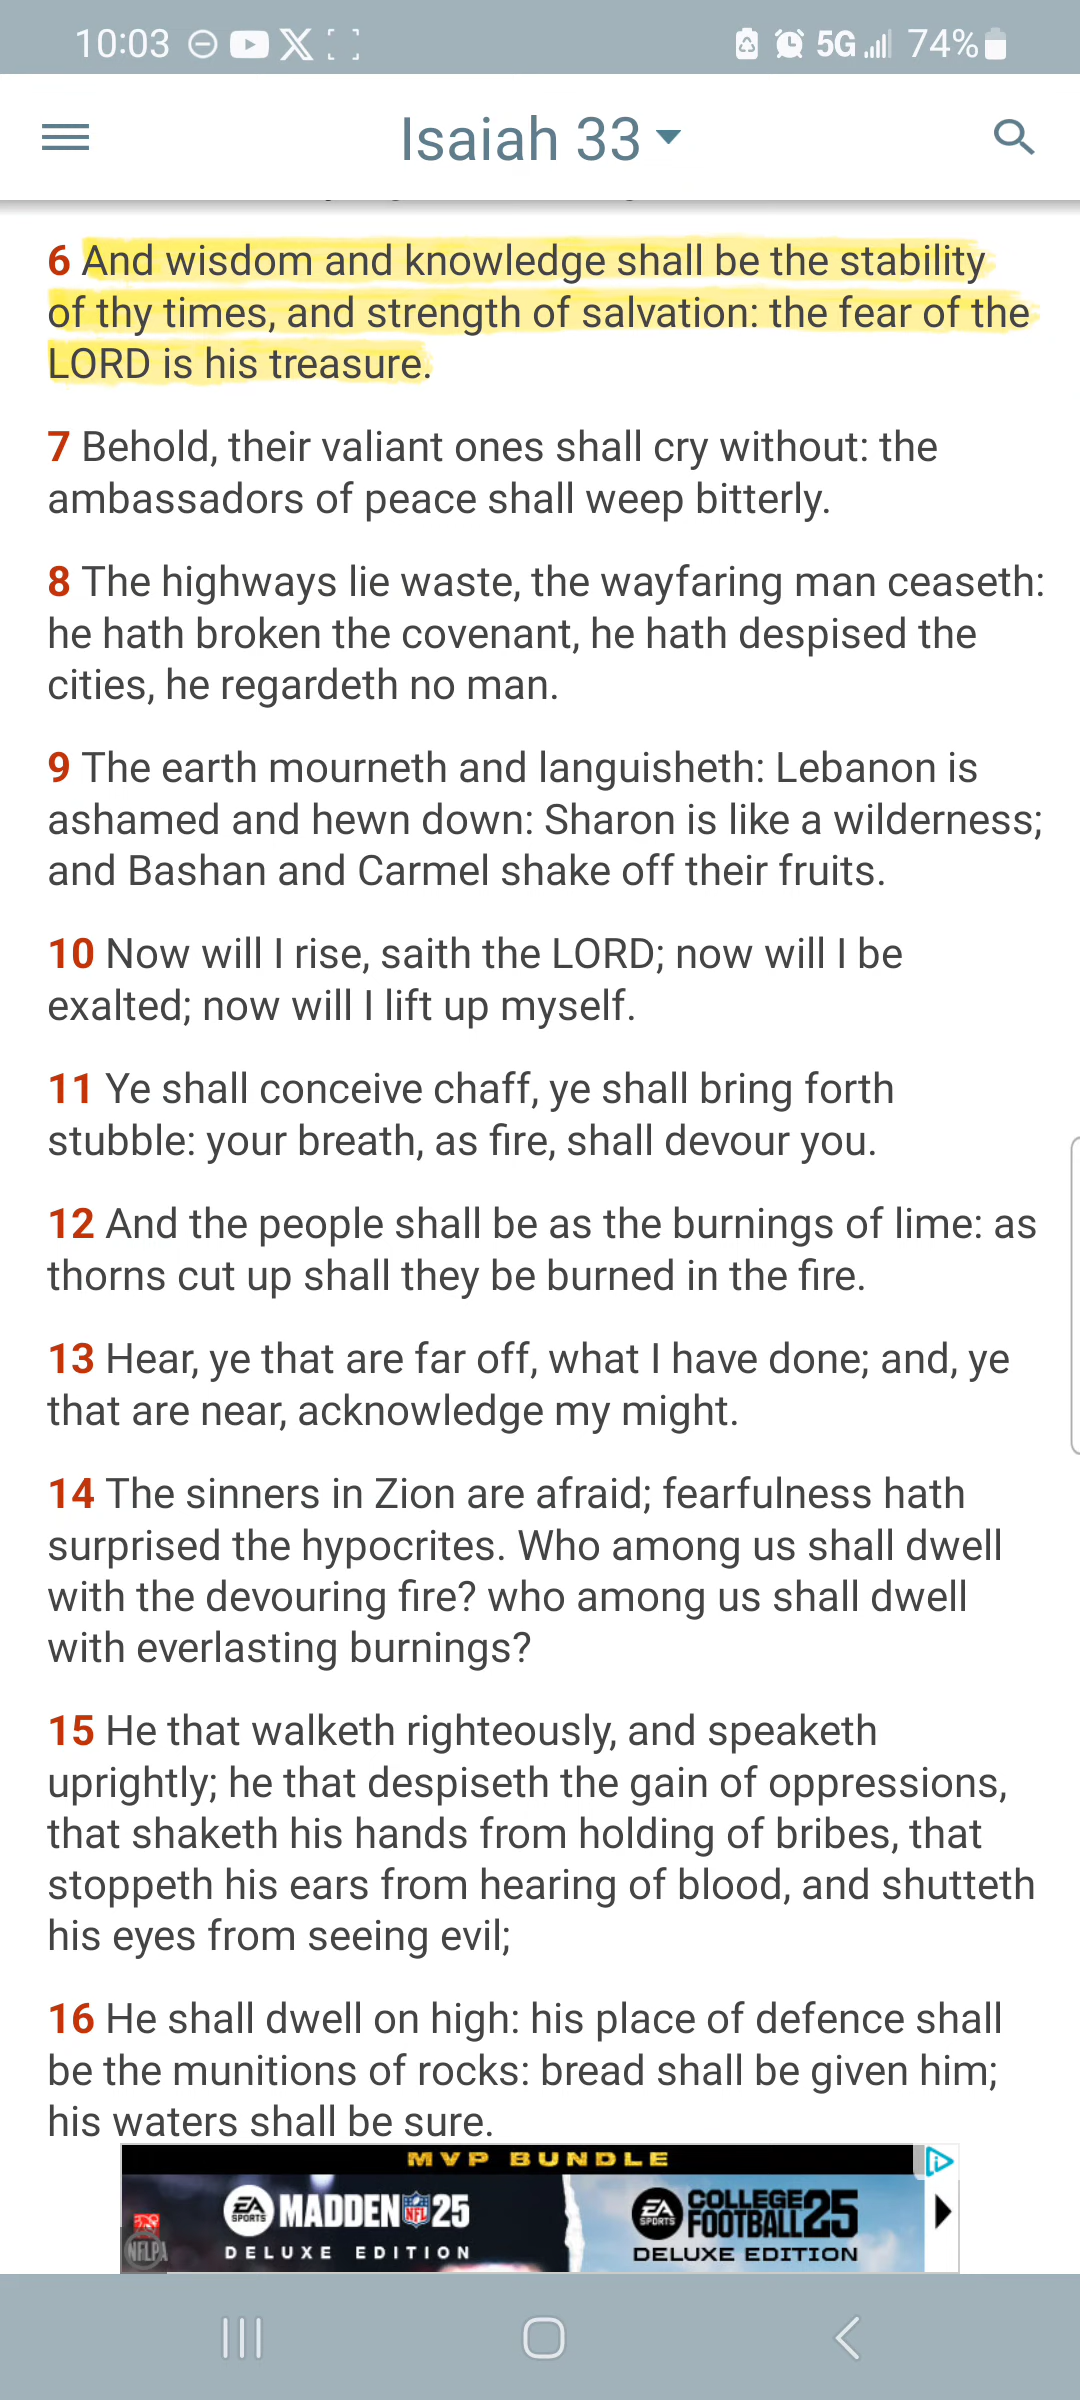 10:03 5G 74%
Isaiah 33
6 And wisdom and knowledge shall be the stability
of thy times, and strength of salvation: the fear of the
LORD is his treasure.
7 Behold, their valiant ones shall cry without: the
ambassadors of peace shall weep bitterly.
8 The highways lie waste, the wayfaring man ceaseth:
he hath broken the covenant, he hath despised the
cities, he regardeth no man.
9 The earth mourneth and languisheth: Lebanon is
ashamed and hewn down: Sharon is like a wilderness;
and Bashan and Carmel shake off their fruits.
10 Now will I rise, saith the LORD; now will I be
exalted; now will I lift up myself.
11 Ye shall conceive chaff, ye shall bring forth
stubble: your breath, as fire, shall devour you.
12 And the people shall be as the burnings of lime: as
thorns cut up shall they be burned in the fire.
13 Hear, ye that are far off, what I have done; and, ye
that are near, acknowledge my might.
14 The sinners in Zion are afraid; fearfulness hath
surprised the hypocrites. Who among us shall dwell
with the devouring fire? who among us shall dwell
with everlasting burnings?
15 He that walketh righteously, and speaketh
uprightly; he that despiseth the gain of oppressions,
that shaketh his hands from holding of bribes, that
stoppeth his ears from hearing of blood, and shutteth
his eyes from seeing evil;
16 He shall dwell on high: his place of defence shall
be the munitions of rocks: bread shall be given him;
his waters shall be sure.
MVP BUNDLE
EA SPORTS MADDEN NFL 25
DELUXE EDITION
EA SPORTS COLLEGE FOOTBALL 25
DELUXE EDITION
NFLPA